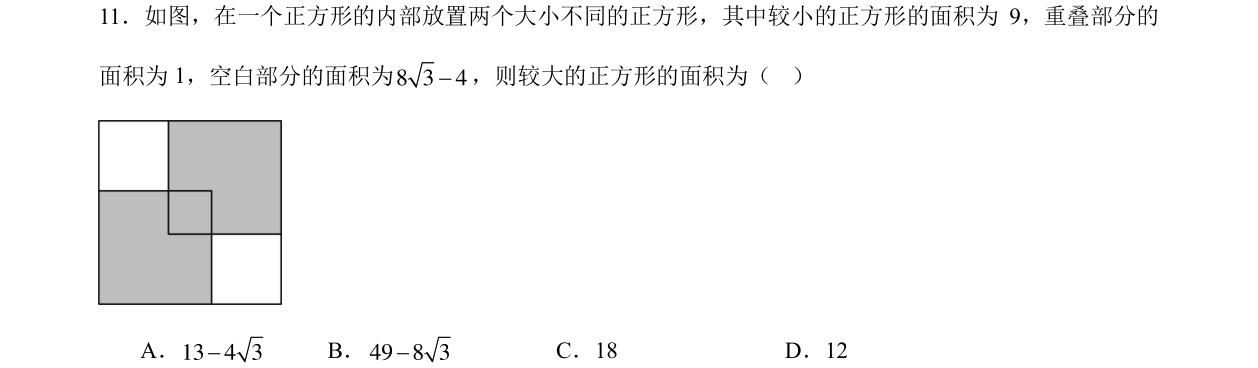 11．如图，在一个正方形的内部放置两个大小不同的正方形，其中较小的正方形的面积为 9，重叠部分的
面积为 1，空白部分的面积为8√3−4，则较大的正方形的面积为（ ）
A．13−4√3 B．49−8√3 C．18 D．12